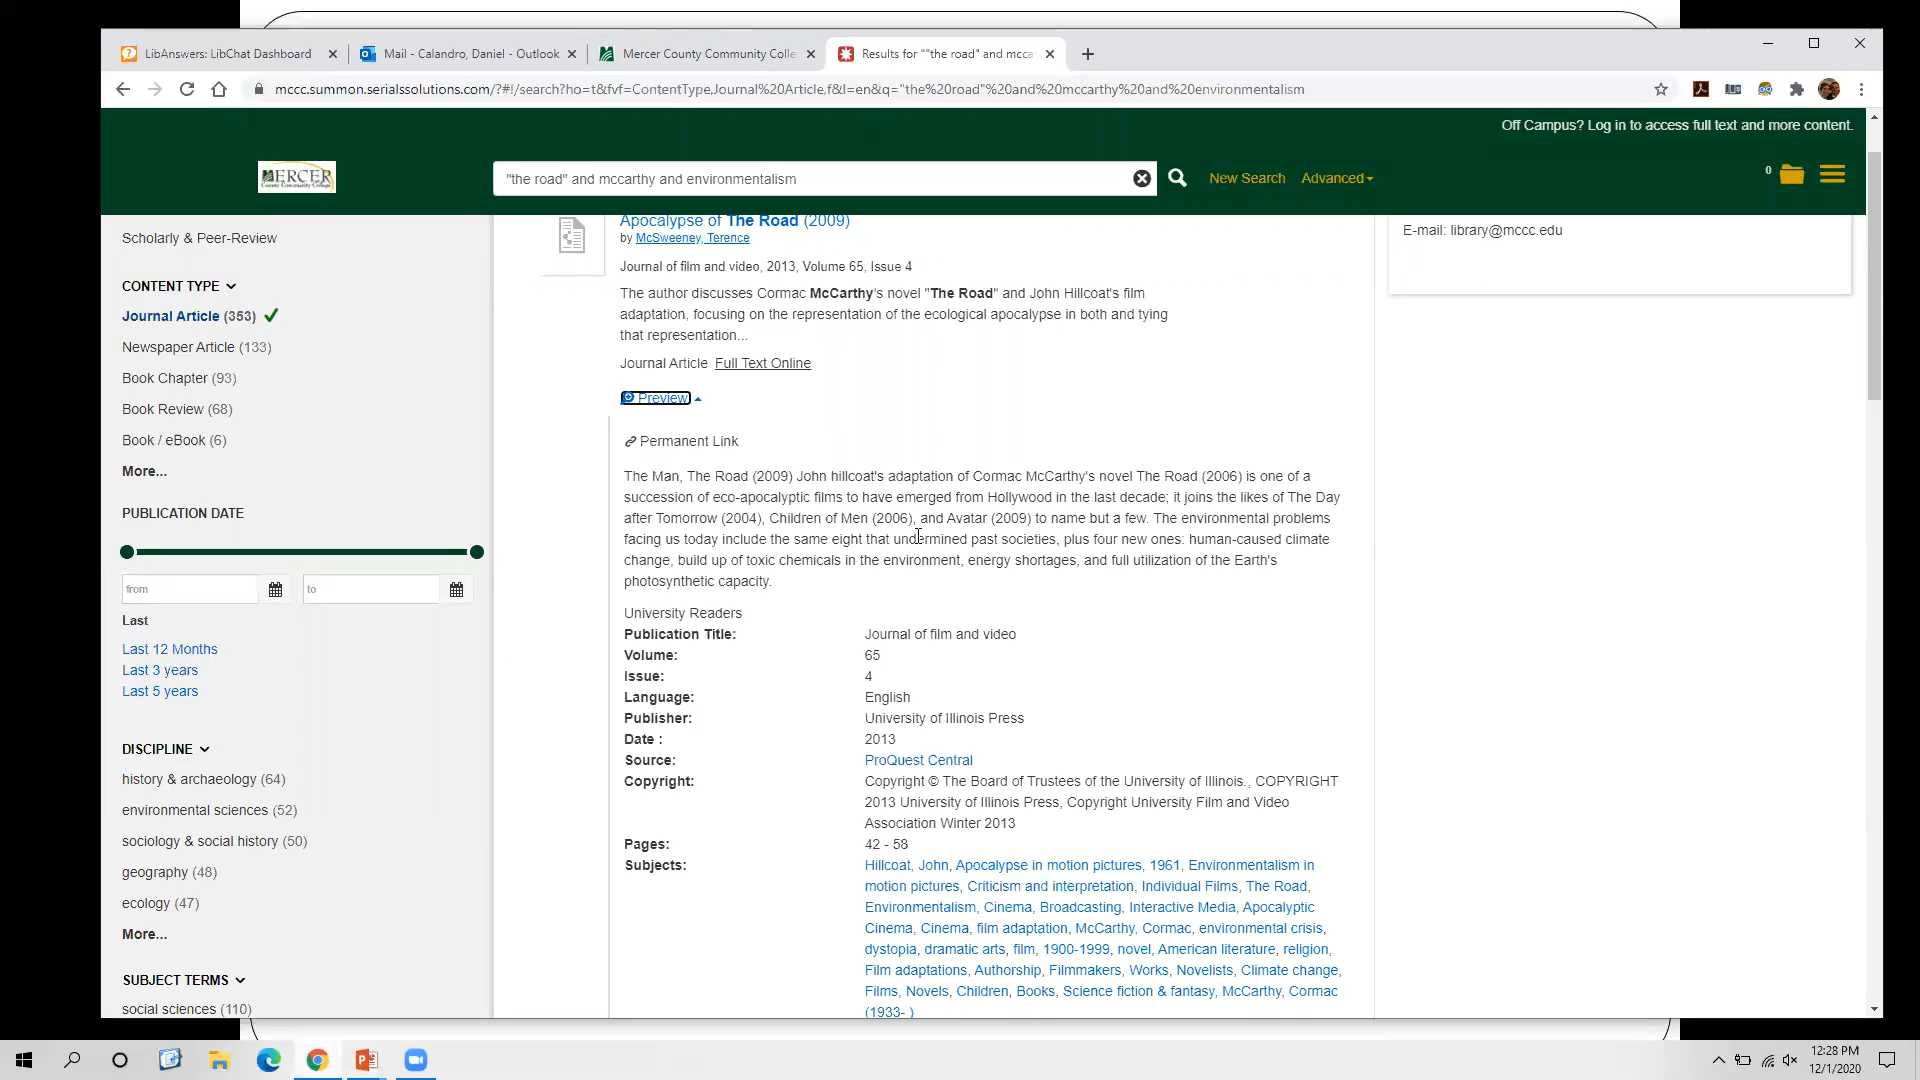 LibAnswers: LibChat Dashboard
Mail - Calandro, Daniel - Outlook
Mercer County Community Colle
Results for ""the road" and mcca
mccc.summon.serialssolutions.com/?#!/search?ho=t&fvf=ContentType,Journal%20Article,f&l=en&q="the%20road"%20and%20mccarthy%20and%20environmentalism
Off Campus? Log in to access full text and more content.
MERCER
County Community College
"the road" and mccarthy and environmentalism
New Search
Advanced
0
Scholarly & Peer-Review
CONTENT TYPE
Journal Article (353)
Newspaper Article (133)
Book Chapter (93)
Book Review (68)
Book / eBook (6)
More...
PUBLICATION DATE
from
to
Last
Last 12 Months
Last 3 years
Last 5 years
DISCIPLINE
history & archaeology (64)
environmental sciences (52)
sociology & social history (50)
geography (48)
ecology (47)
More...
SUBJECT TERMS
social sciences (110)
Apocalypse of The Road (2009)
by McSweeney, Terence
Journal of film and video, 2013, Volume 65, Issue 4
The author discusses Cormac McCarthy's novel "The Road" and John Hillcoat's film
adaptation, focusing on the representation of the ecological apocalypse in both and tying
that representation...
Journal Article Full Text Online
Preview
Permanent Link
The Man, The Road (2009) John hillcoat's adaptation of Cormac McCarthy's novel The Road (2006) is one of a
succession of eco-apocalyptic films to have emerged from Hollywood in the last decade; it joins the likes of The Day
after Tomorrow (2004), Children of Men (2006), and Avatar (2009) to name but a few. The environmental problems
facing us today include the same eight that undermined past societies, plus four new ones: human-caused climate
change, build up of toxic chemicals in the environment, energy shortages, and full utilization of the Earth's
photosynthetic capacity.
University Readers
Publication Title: Journal of film and video
Volume: 65
Issue: 4
Language: English
Publisher: University of Illinois Press
Date : 2013
Source: ProQuest Central
Copyright: Copyright © The Board of Trustees of the University of Illinois., COPYRIGHT
2013 University of Illinois Press, Copyright University Film and Video
Association Winter 2013
Pages: 42 - 58
Subjects: Hillcoat, John, Apocalypse in motion pictures, 1961, Environmentalism in
motion pictures, Criticism and interpretation, Individual Films, The Road,
Environmentalism, Cinema, Broadcasting, Interactive Media, Apocalyptic
Cinema, Cinema, film adaptation, McCarthy, Cormac, environmental crisis,
dystopia, dramatic arts, film, 1900-1999, novel, American literature, religion,
Film adaptations, Authorship, Filmmakers, Works, Novelists, Climate change,
Films, Novels, Children, Books, Science fiction & fantasy, McCarthy, Cormac
(1933- )
E-mail: library@mccc.edu
12:28 PM
12/1/2020